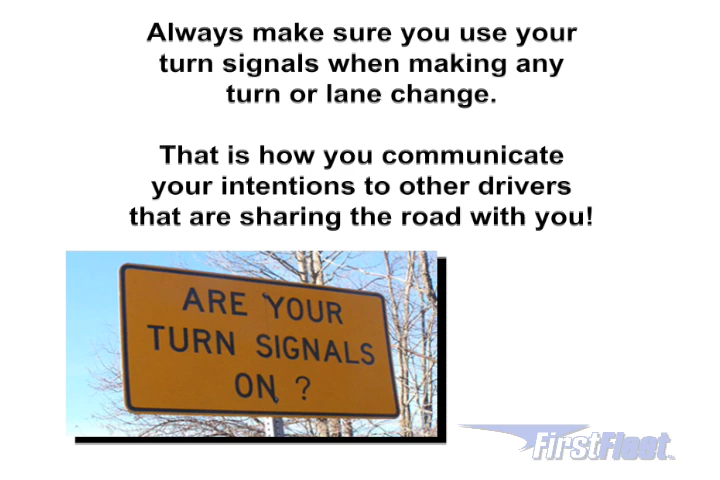 Always make sure you use your
turn signals when making any
turn or lane change.
That is how you communicate
your intentions to other drivers
that are sharing the road with you!
ARE YOUR
TURN SIGNALS
ON ?
FirstFleet